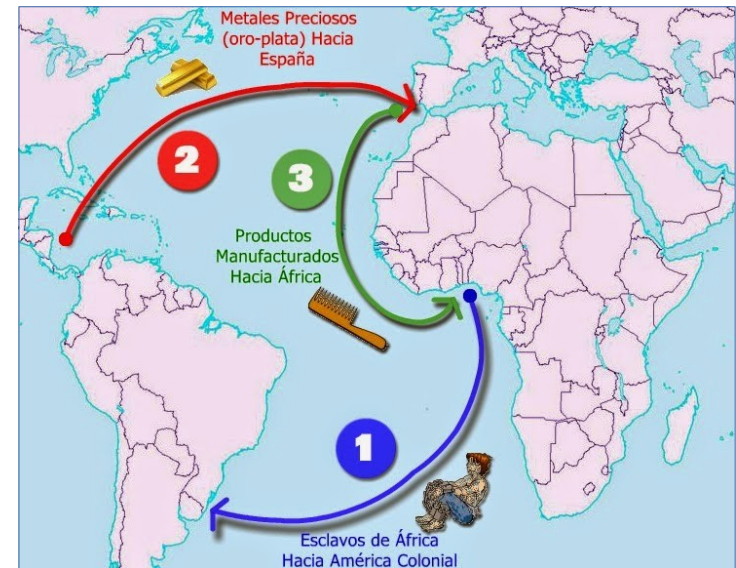 Metales Preciosos
(oro-plata) Hacia
España
2
3
Productos
Manufacturados
Hacia África
1
Esclavos de África
Hacia América Colonial